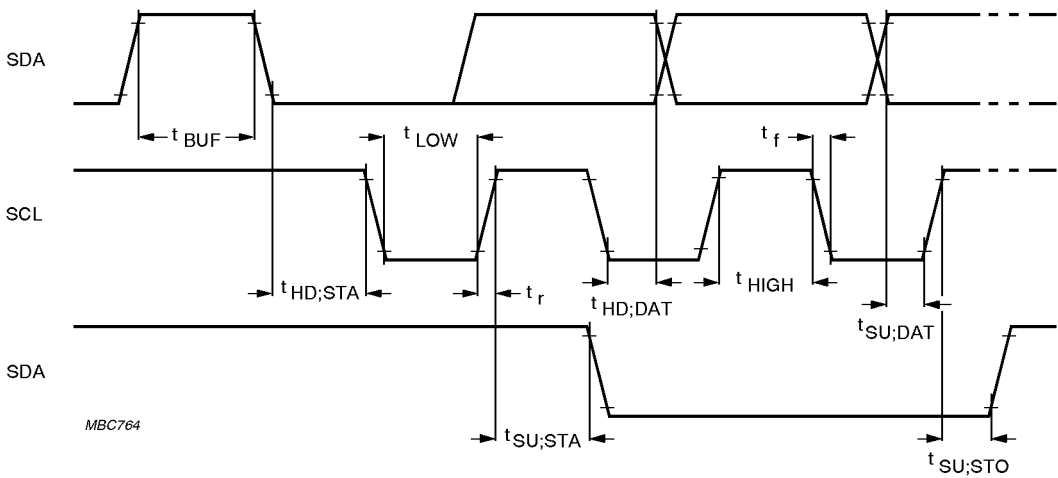 SDA
t BUF
t LOW
t f
SCL
t HD;STA
t r
t HD;DAT
t HIGH
t SU;DAT
SDA
MBC764
t SU;STA
t SU;STO